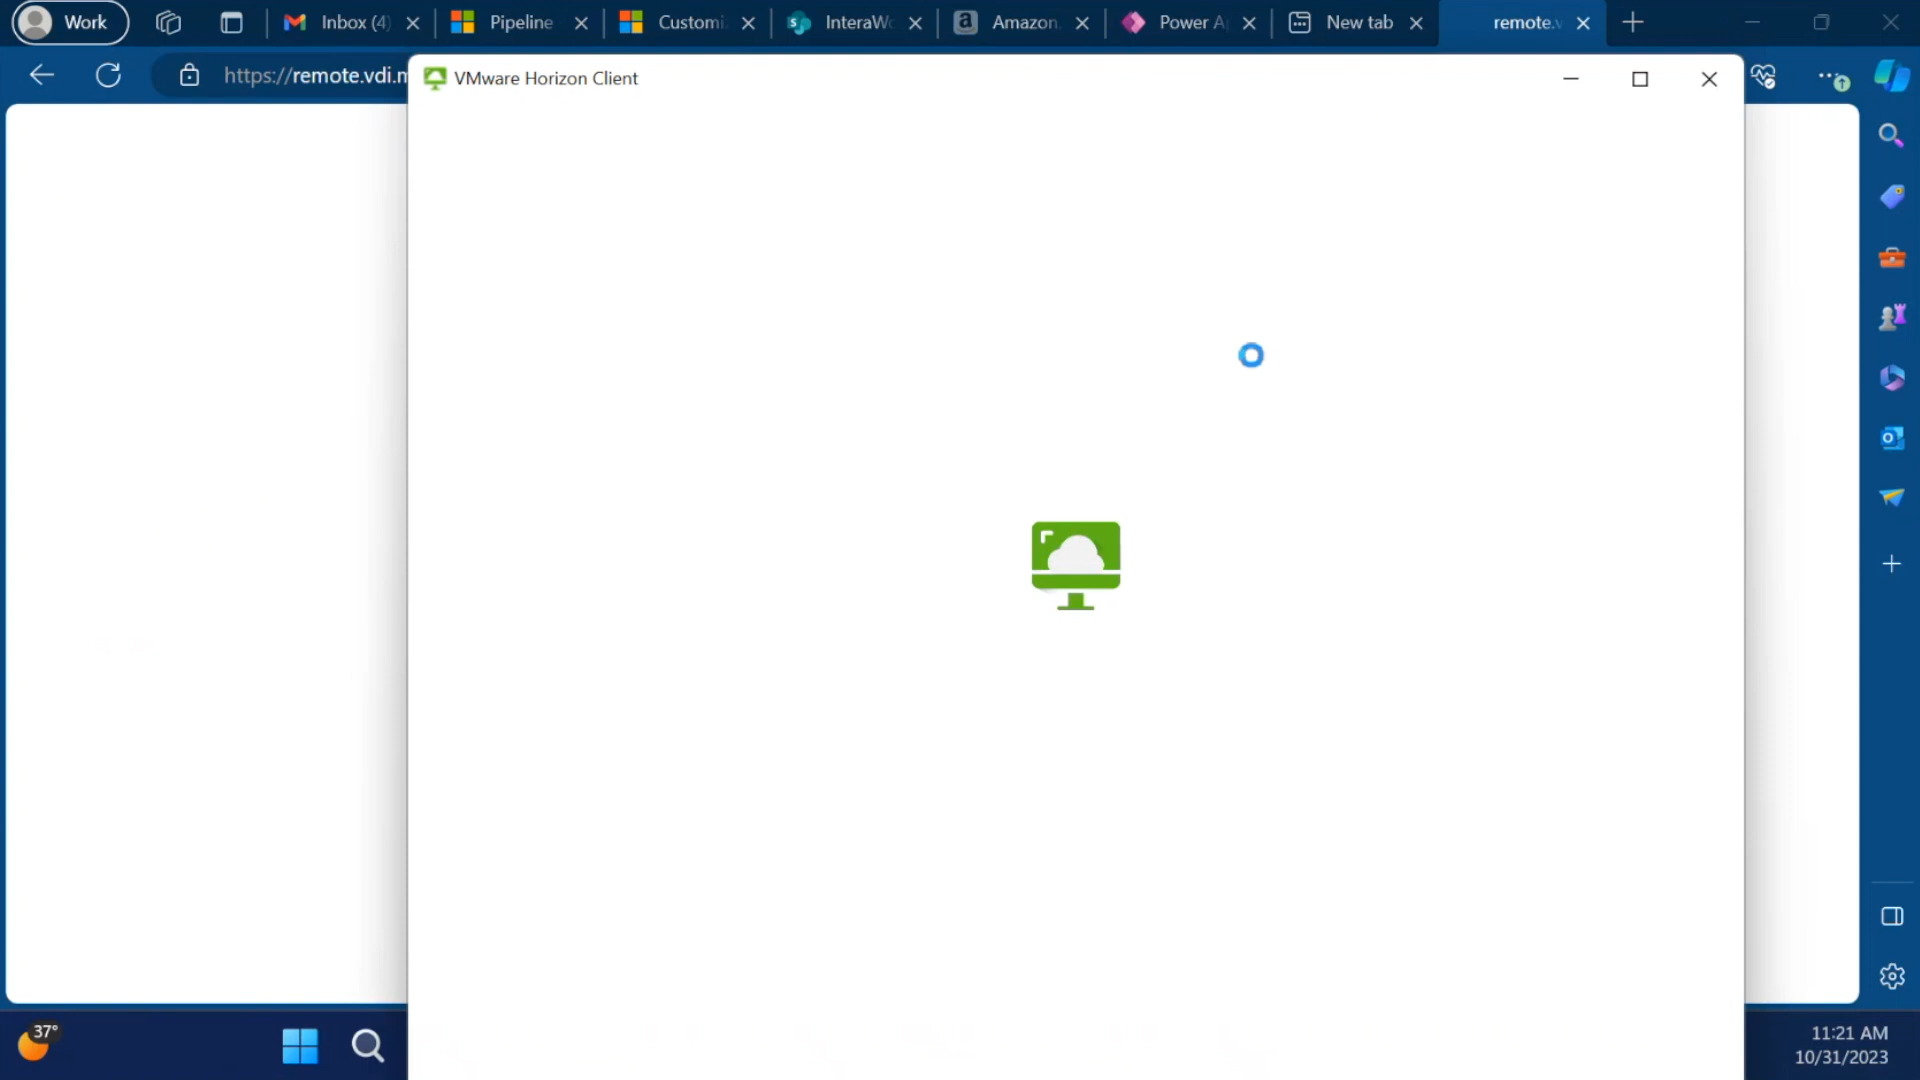 Work
Inbox (4)
Pipeline
Customi
InteraWo
Amazon.
Power A
New tab
remote.v
https://remote.vdi.m
VMware Horizon Client
37°
11:21 AM
10/31/2023